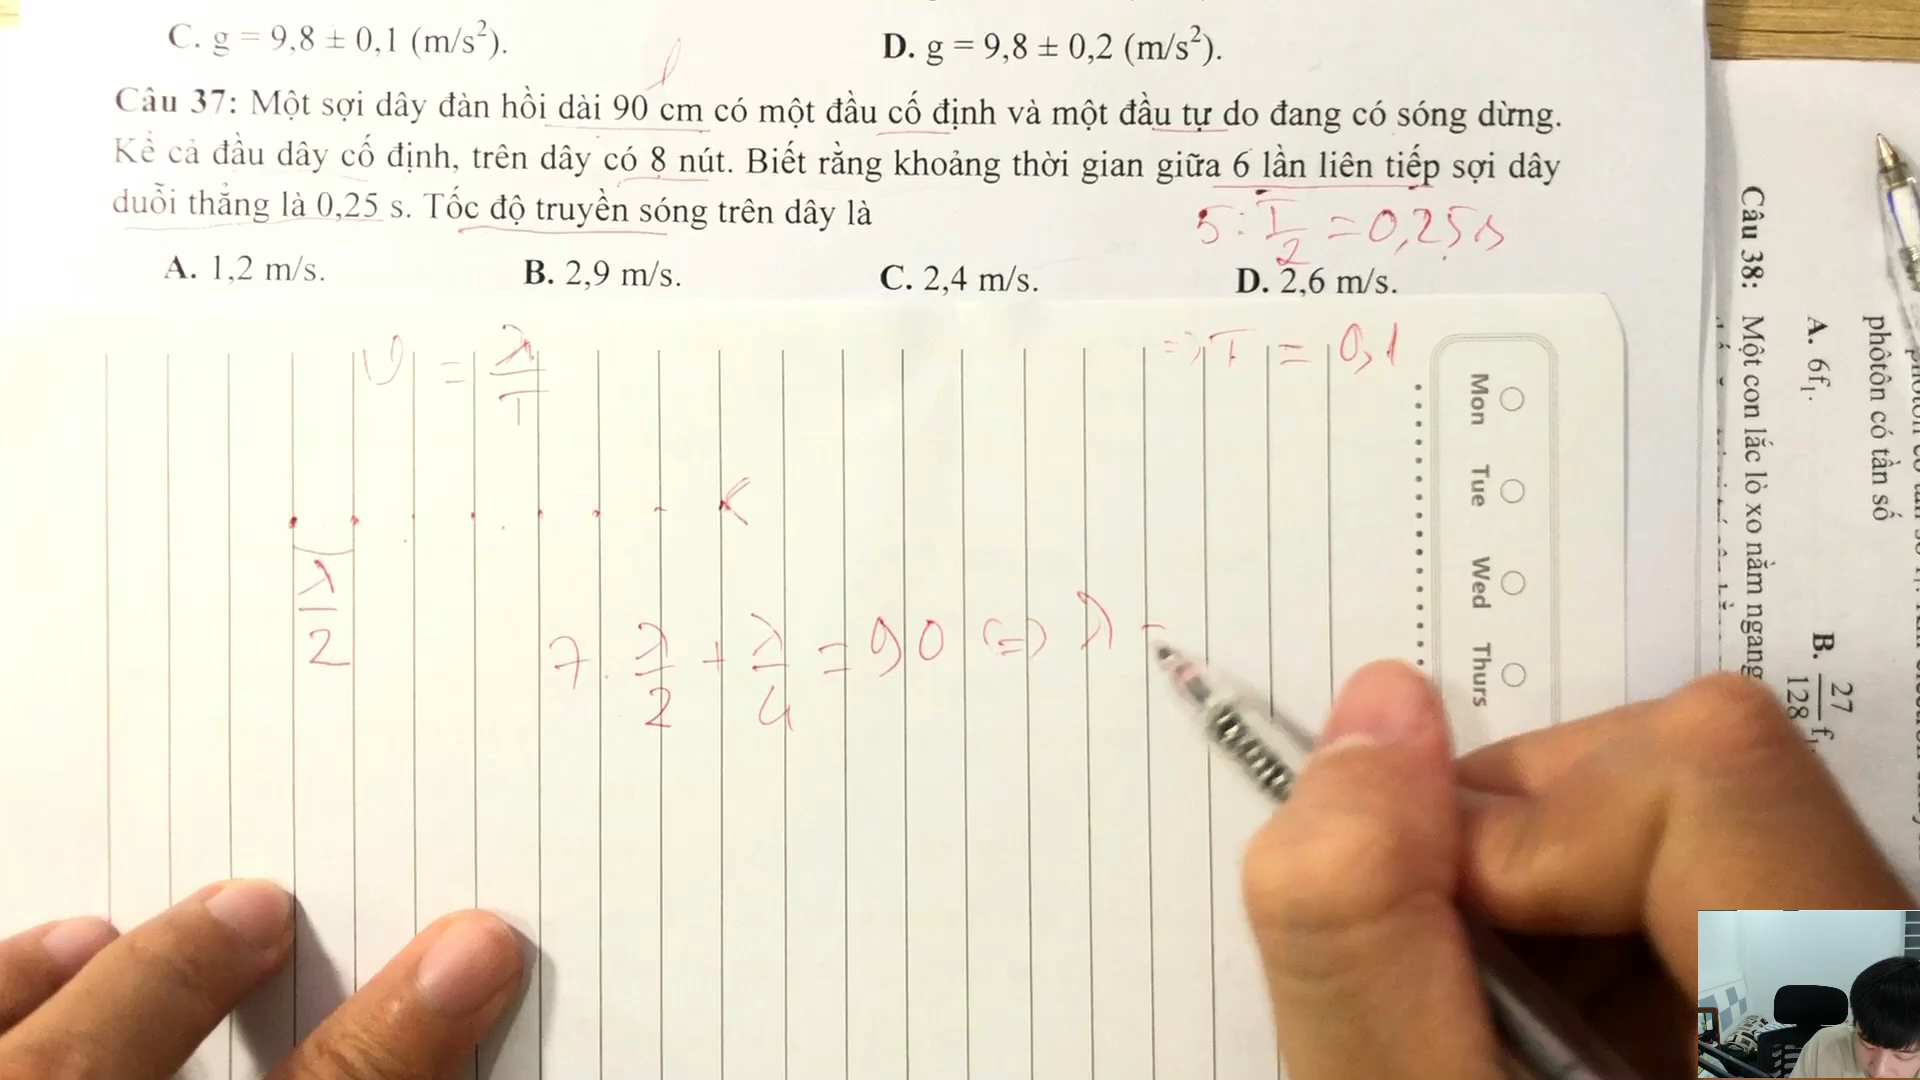 C. g = 9,8 ± 0,1 (m/s²).
D. g = 9,8 ± 0,2 (m/s²).
l
Câu 37: Một sợi dây đàn hồi dài 90 cm có một đầu cố định và một đầu tự do đang có sóng dừng.
Kể cả đầu dây cố định, trên dây có 8 nút. Biết rằng khoảng thời gian giữa 6 lần liên tiếp sợi dây
duỗi thẳng là 0,25 s. Tốc độ truyền sóng trên dây là
5 . T/2 = 0,25s
A. 1,2 m/s.
B. 2,9 m/s.
C. 2,4 m/s.
D. 2,6 m/s.
v = λ/T
=> T = 0,1
λ/2
7 . λ/2 + λ/4 = 90 <=> λ =
Mon
Tue
Wed
Thurs
phôtôn có tần số
A. 6f₁.
B. 27/128 f₁.
Câu 38: Một con lắc lò xo nằm ngang